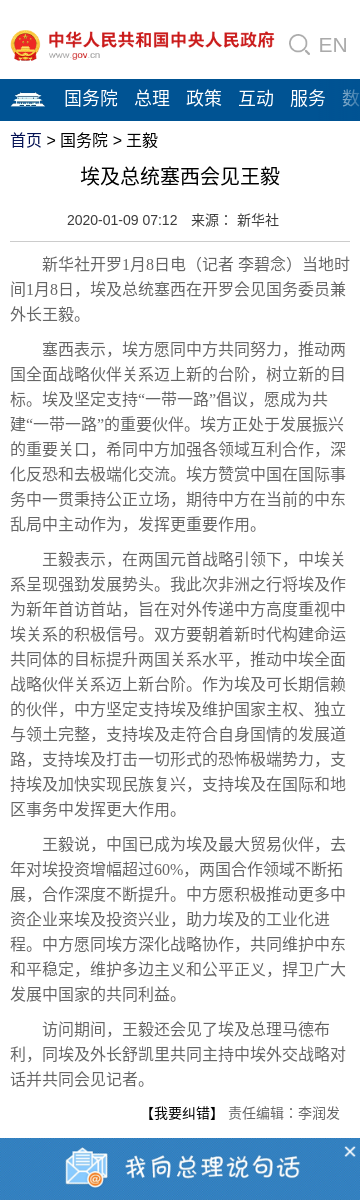 中华人民共和国中央人民政府
www.gov.cn
EN
国务院 总理 政策 互动 服务 数
首页 > 国务院 > 王毅
埃及总统塞西会见王毅
2020-01-09 07:12 来源： 新华社
新华社开罗1月8日电（记者 李碧念）当地时
间1月8日，埃及总统塞西在开罗会见国务委员兼
外长王毅。
塞西表示，埃方愿同中方共同努力，推动两
国全面战略伙伴关系迈上新的台阶，树立新的目
标。埃及坚定支持“一带一路”倡议，愿成为共
建“一带一路”的重要伙伴。埃方正处于发展振兴
的重要关口，希同中方加强各领域互利合作，深
化反恐和去极端化交流。埃方赞赏中国在国际事
务中一贯秉持公正立场，期待中方在当前的中东
乱局中主动作为，发挥更重要作用。
王毅表示，在两国元首战略引领下，中埃关
系呈现强劲发展势头。我此次非洲之行将埃及作
为新年首访首站，旨在对外传递中方高度重视中
埃关系的积极信号。双方要朝着新时代构建命运
共同体的目标提升两国关系水平，推动中埃全面
战略伙伴关系迈上新台阶。作为埃及可长期信赖
的伙伴，中方坚定支持埃及维护国家主权、独立
与领土完整，支持埃及走符合自身国情的发展道
路，支持埃及打击一切形式的恐怖极端势力，支
持埃及加快实现民族复兴，支持埃及在国际和地
区事务中发挥更大作用。
王毅说，中国已成为埃及最大贸易伙伴，去
年对埃投资增幅超过60%，两国合作领域不断拓
展，合作深度不断提升。中方愿积极推动更多中
资企业来埃及投资兴业，助力埃及的工业化进
程。中方愿同埃方深化战略协作，共同维护中东
和平稳定，维护多边主义和公平正义，捍卫广大
发展中国家的共同利益。
访问期间，王毅还会见了埃及总理马德布
利，同埃及外长舒凯里共同主持中埃外交战略对
话并共同会见记者。
【我要纠错】 责任编辑：李润发
我向总理说句话